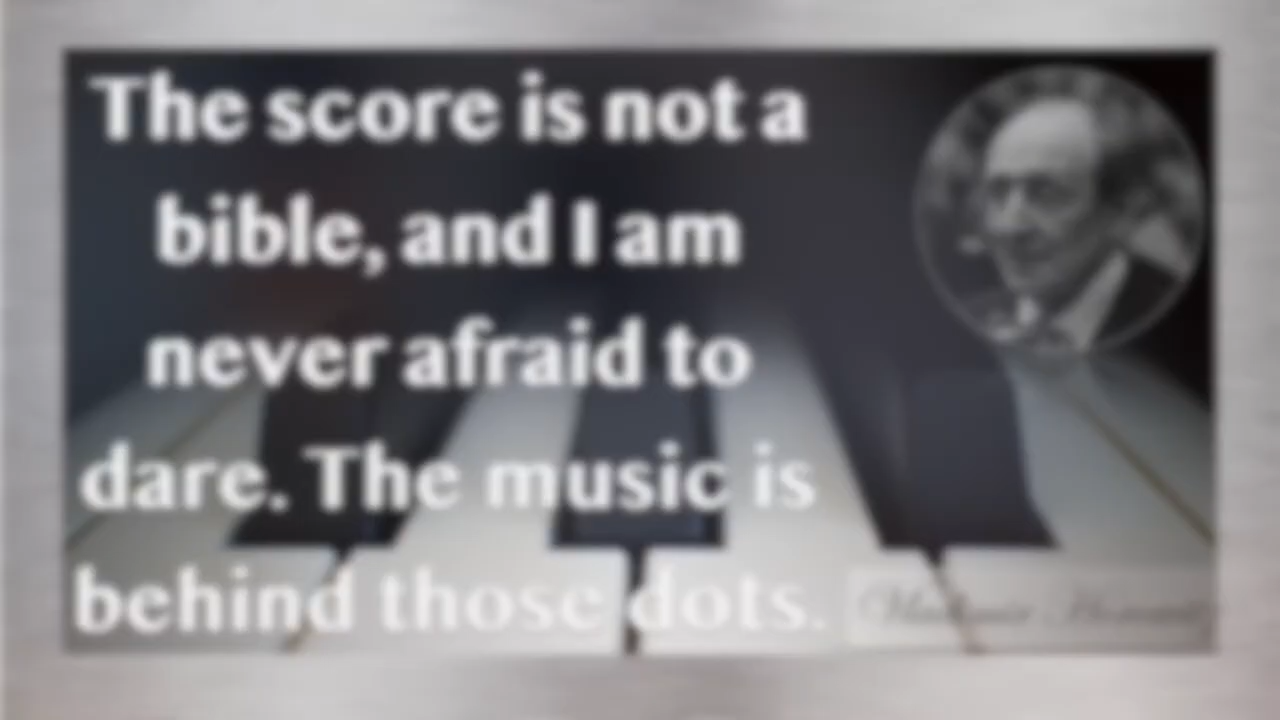 The score is not a
bible, and I am
never afraid to
dare. The music is
behind those dots.